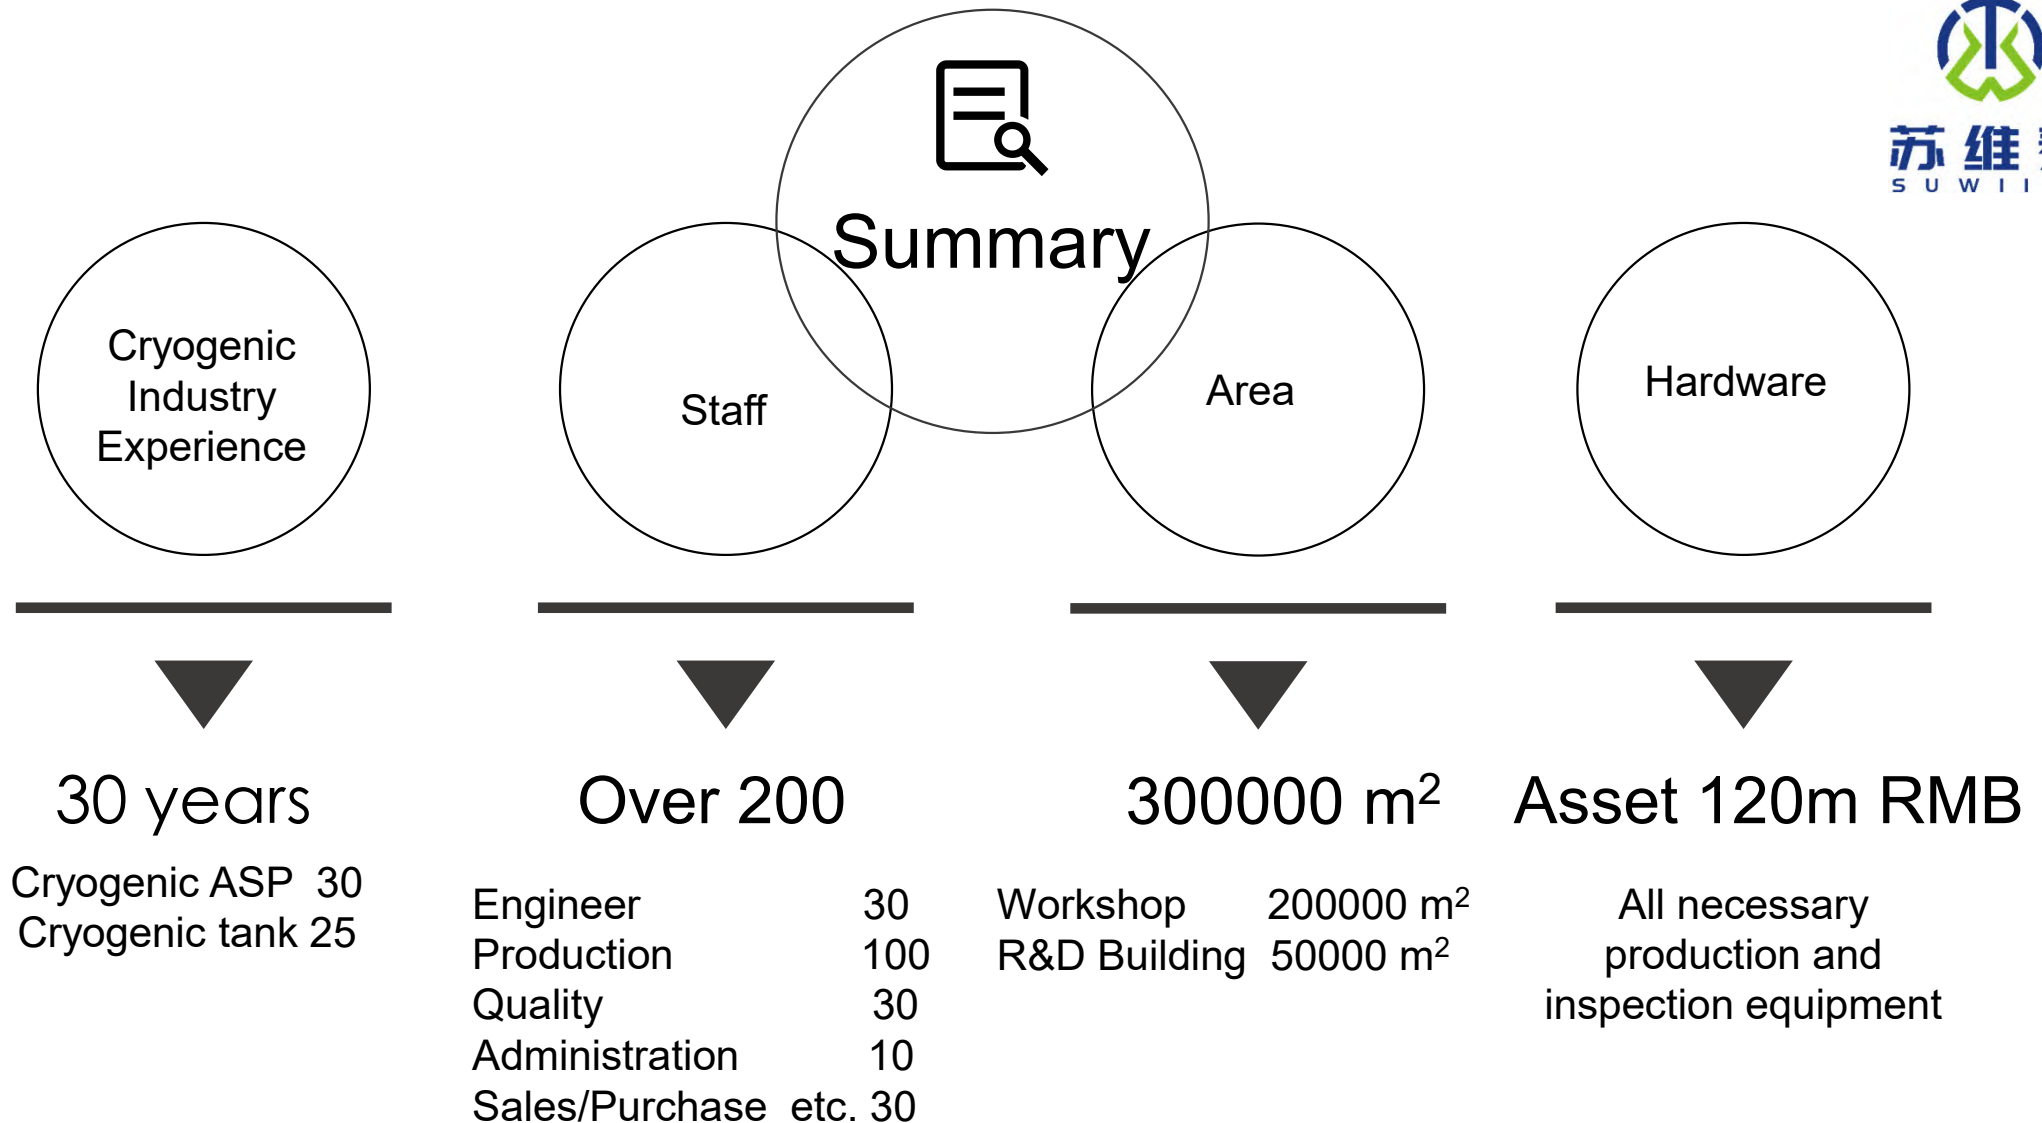 苏维
SUWII
Summary
Cryogenic
Industry
Experience
Staff
Area
Hardware
30 years
Cryogenic ASP 30
Cryogenic tank 25
Over 200
Engineer 30
Production 100
Quality 30
Administration 10
Sales/Purchase etc. 30
300000 m²
Workshop 200000 m²
R&D Building 50000 m²
Asset 120m RMB
All necessary
production and
inspection equipment